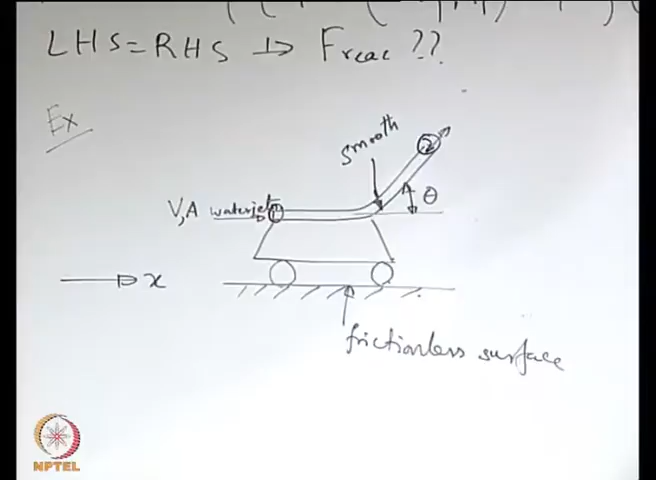 LHS=RHS → Freac ??
Ex
smooth
2
θ
V,A waterjet
1
x
frictionless surface
NPTEL